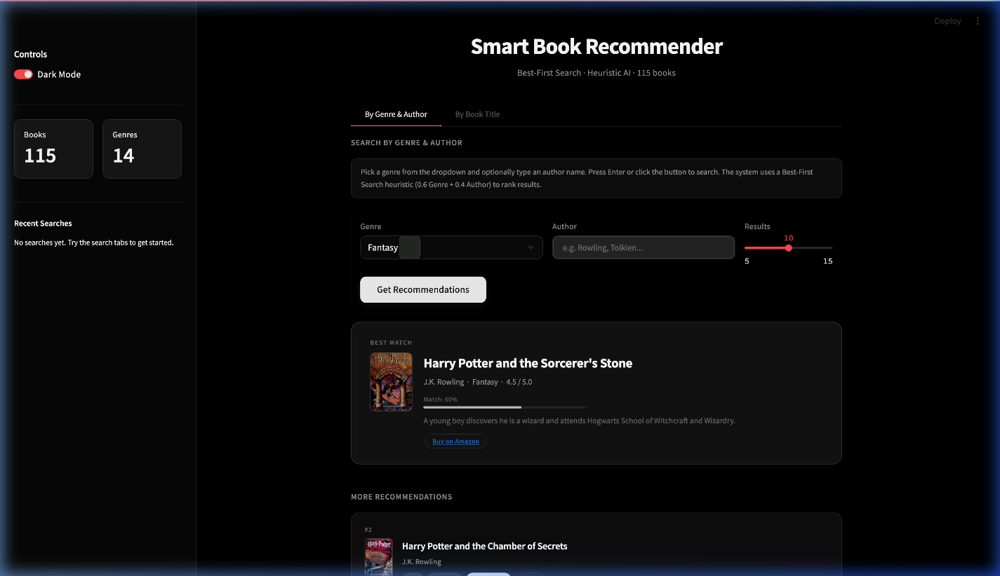 Deploy
Controls
Dark Mode
Books
115
Genres
14
Recent Searches
No searches yet. Try the search tabs to get started.
Smart Book Recommender
Best-First Search · Heuristic AI · 115 books
By Genre & Author
By Book Title
SEARCH BY GENRE & AUTHOR
Pick a genre from the dropdown and optionally type an author name. Press Enter or click the button to search. The system uses a Best-First
Search heuristic (0.6 Genre + 0.4 Author) to rank results.
Genre
Fantasy
Author
e.g. Rowling, Tolkien...
Results
10
5
15
Get Recommendations
BEST MATCH
Harry Potter
Harry Potter and the Sorcerer's Stone
J.K. Rowling · Fantasy · 4.5 / 5.0
Match: 60%
A young boy discovers he is a wizard and attends Hogwarts School of Witchcraft and Wizardry.
Buy on Amazon
MORE RECOMMENDATIONS
#2
Harry Potter
Harry Potter and the Chamber of Secrets
J.K. Rowling